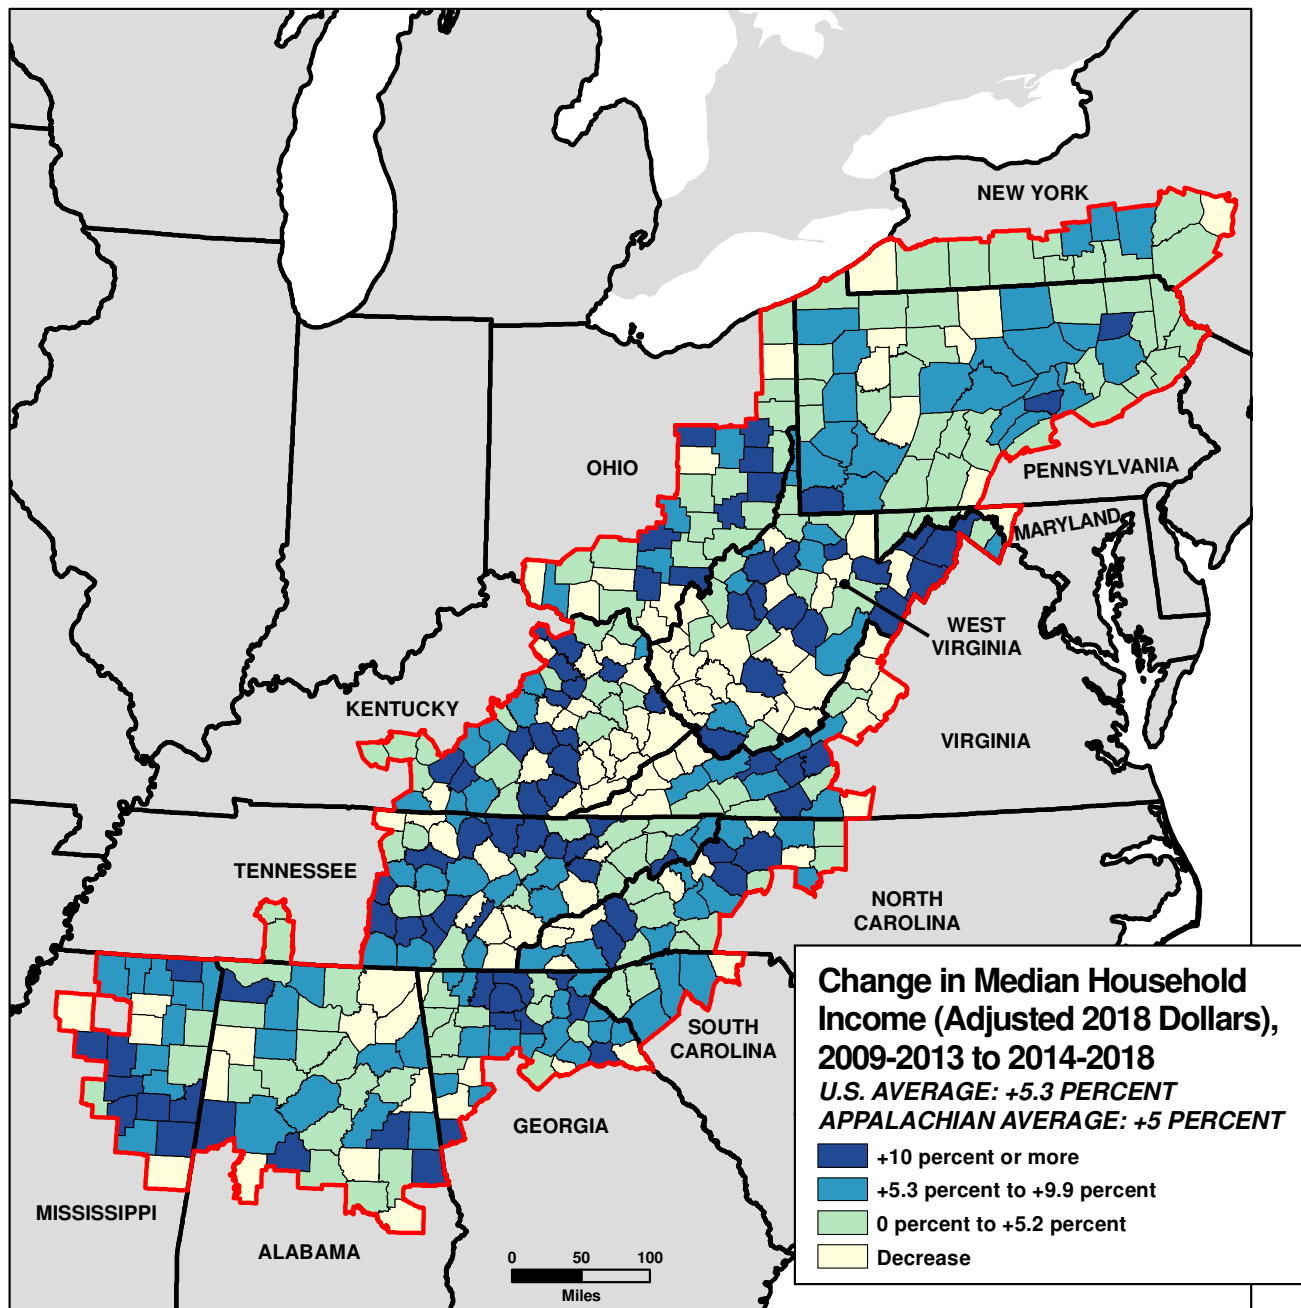 NEW YORK
OHIO
PENNSYLVANIA
MARYLAND
WEST
VIRGINIA
KENTUCKY
VIRGINIA
TENNESSEE
NORTH
CAROLINA
SOUTH
CAROLINA
GEORGIA
MISSISSIPPI
ALABAMA
0 50 100
Miles
Change in Median Household
Income (Adjusted 2018 Dollars),
2009-2013 to 2014-2018
U.S. AVERAGE: +5.3 PERCENT
APPALACHIAN AVERAGE: +5 PERCENT
+10 percent or more
+5.3 percent to +9.9 percent
0 percent to +5.2 percent
Decrease